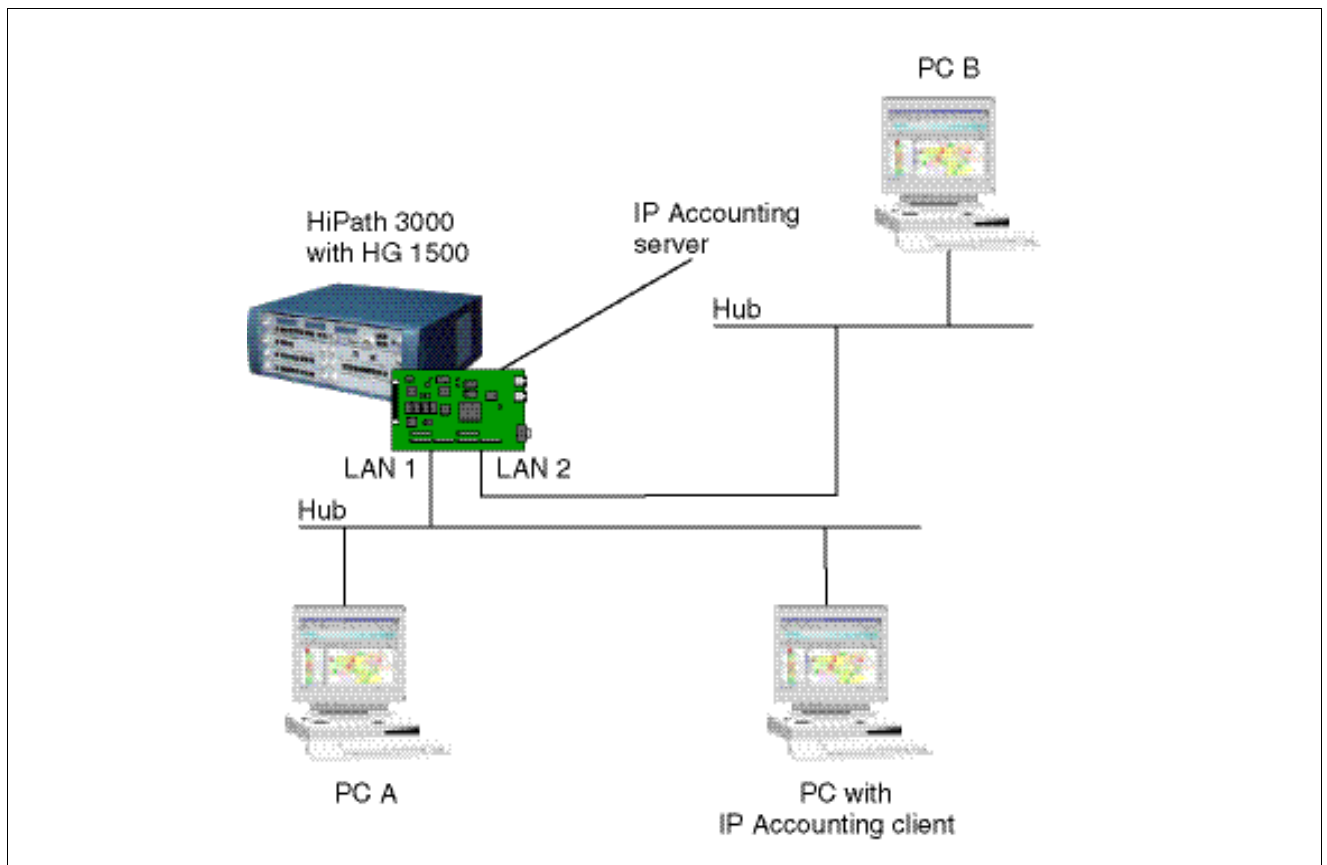 PC B
HiPath 3000
with HG 1500
IP Accounting
server
Hub
LAN 1
LAN 2
Hub
PC A
PC with
IP Accounting client